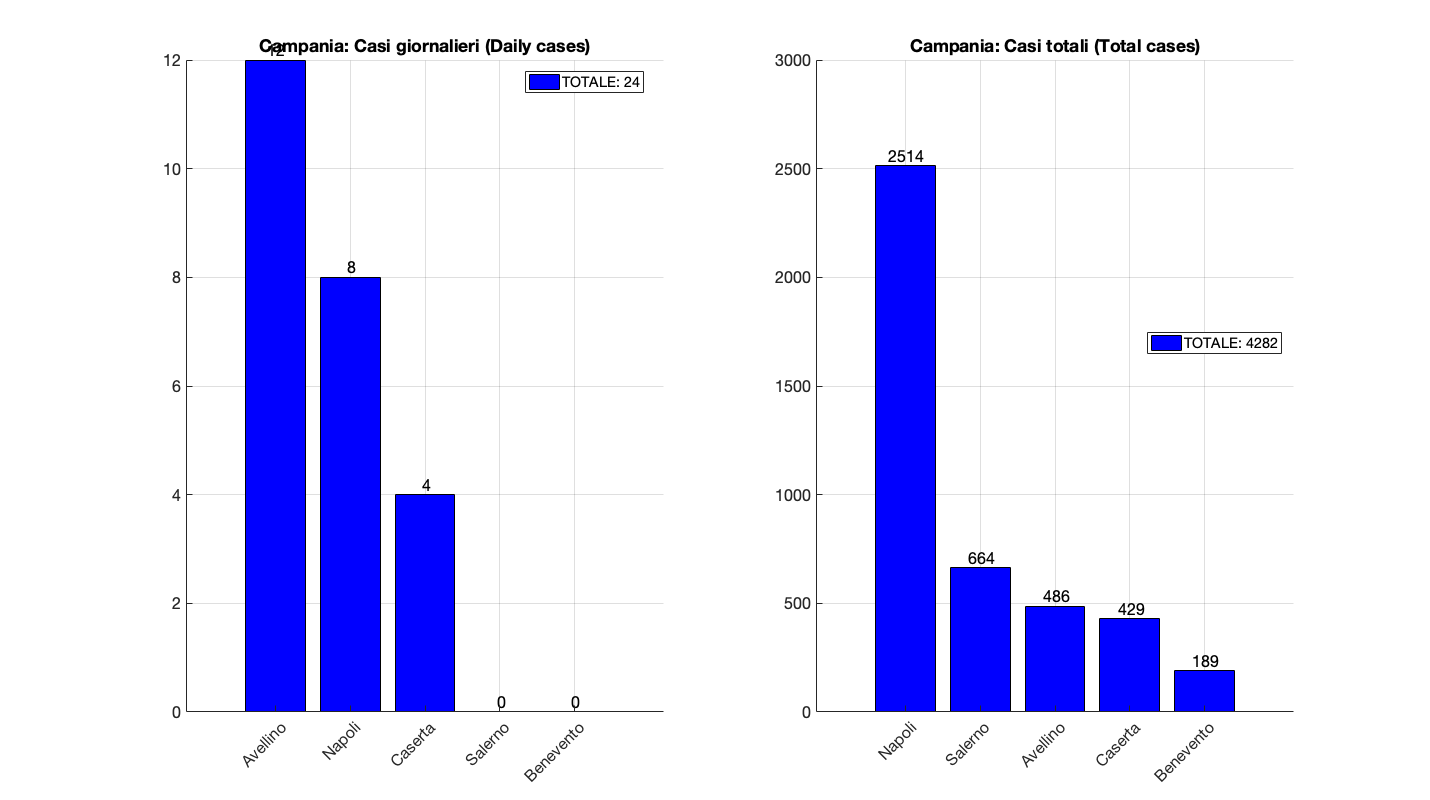 Campania: Casi giornalieri (Daily cases)
12
TOTALE: 24
12
10
8
6
4
2
0
8
4
0
0
Avellino
Napoli
Caserta
Salerno
Benevento
Campania: Casi totali (Total cases)
3000
2500
2000
1500
1000
500
0
2514
664
486
429
189
TOTALE: 4282
Napoli
Salerno
Avellino
Caserta
Benevento